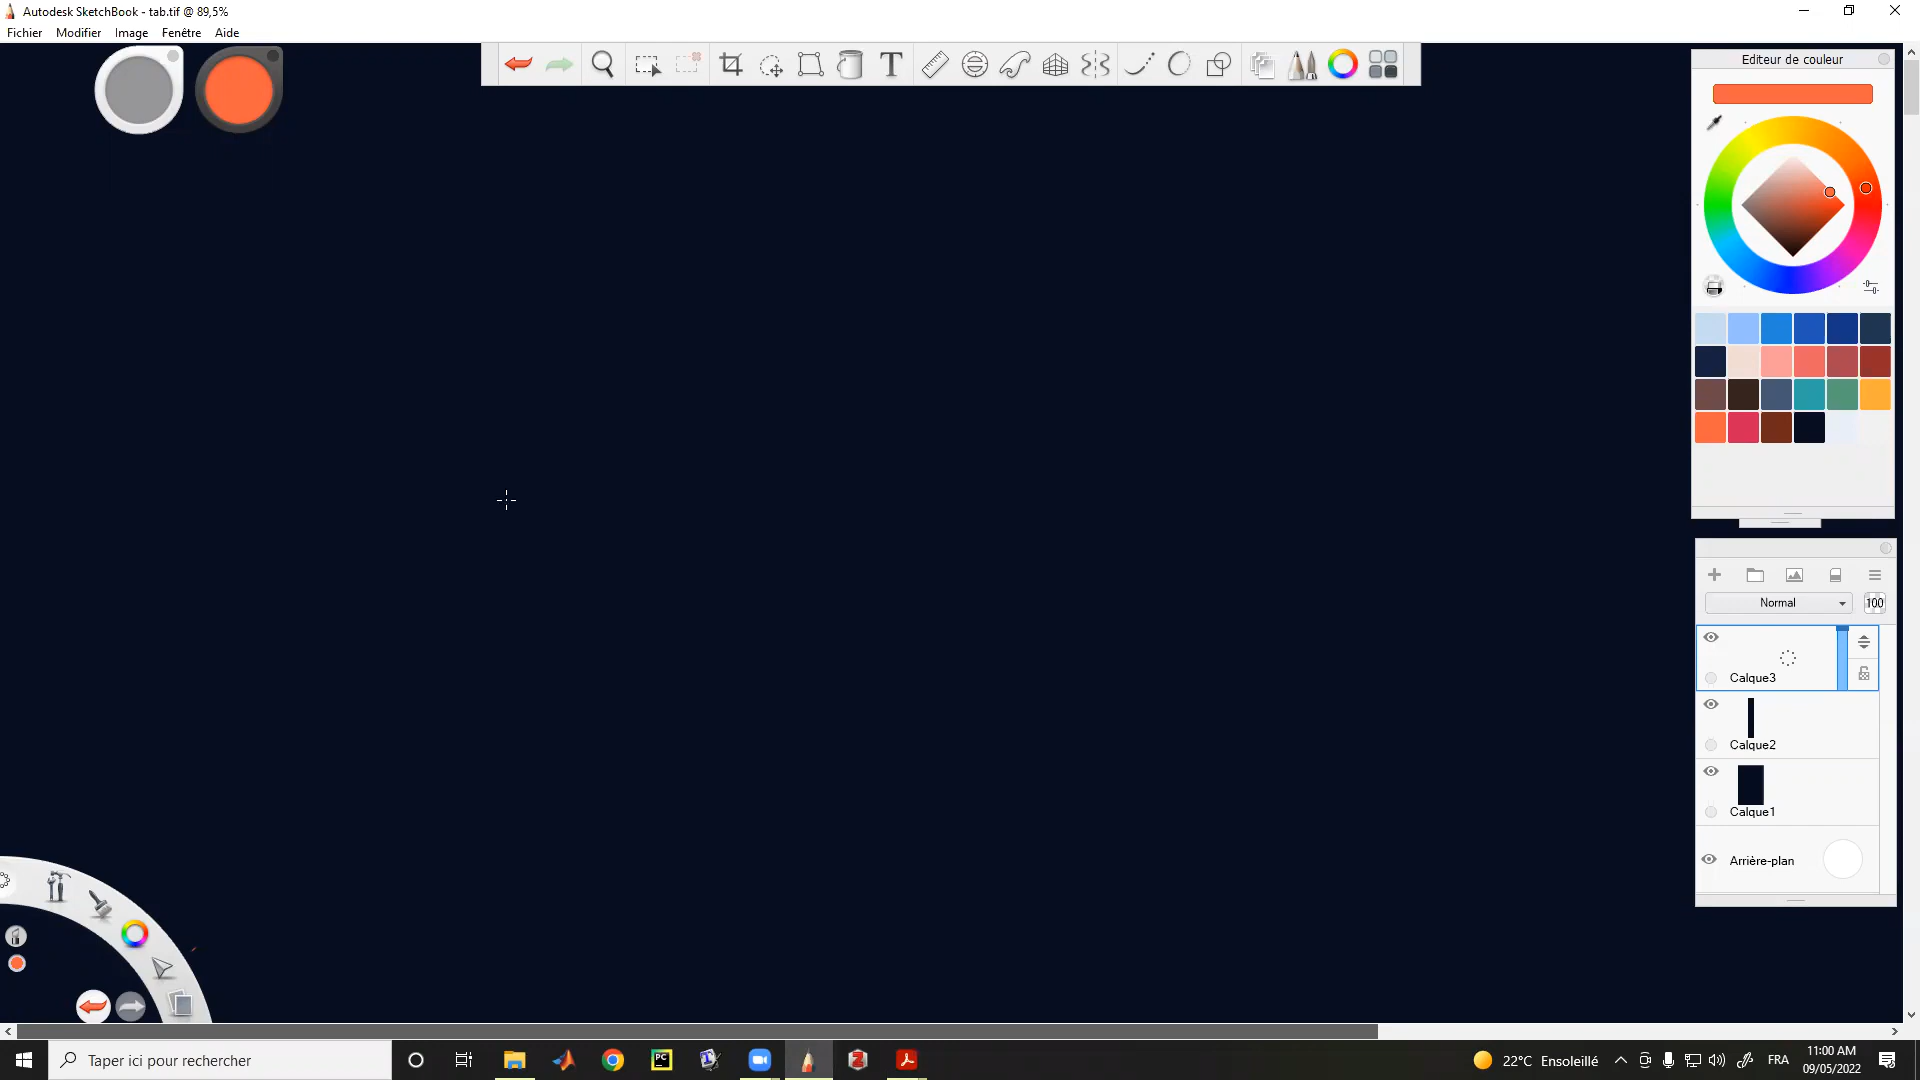 Autodesk SketchBook - tab.tif @ 89,5%
Fichier Modifier Image Fenêtre Aide
T
Editeur de couleur
Normal 100
Calque3
Calque2
Calque1
Arrière-plan
Taper ici pour rechercher
PC
22°C Ensoleillé
FRA
11:00 AM
09/05/2022